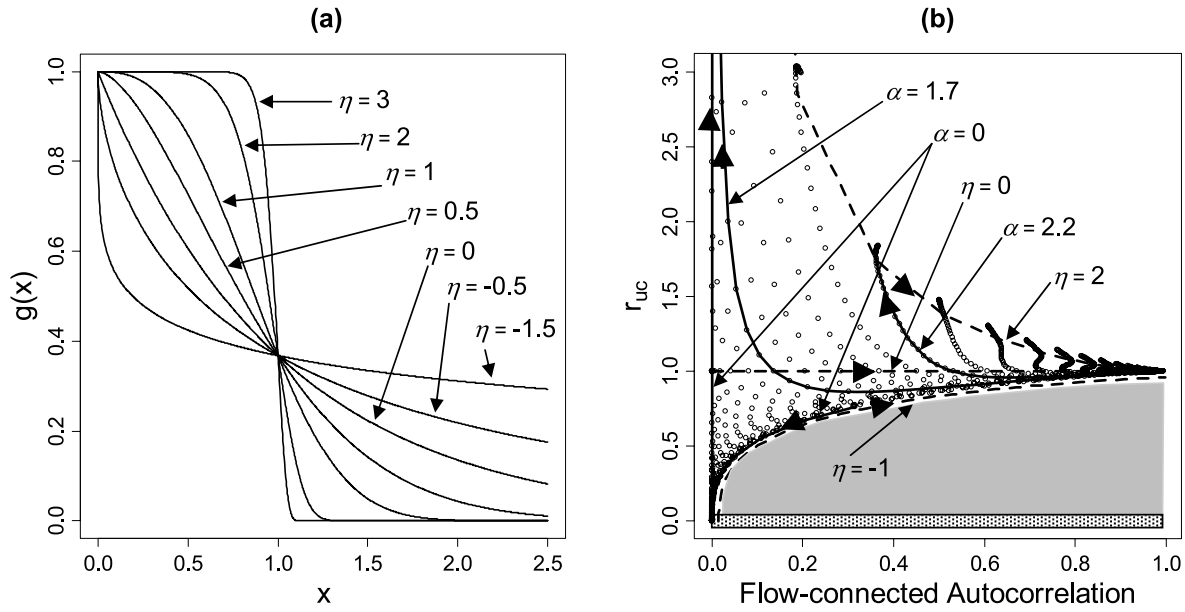 (a)
g(x)
1.0
0.8
0.6
0.4
0.2
0.0
η = 3
η = 2
η = 1
η = 0.5
η = 0
η = -0.5
η = -1.5
0.0 0.5 1.0 1.5 2.0 2.5
x
(b)
r_uc
3.0
2.5
2.0
1.5
1.0
0.5
0.0
α = 1.7
α = 0
η = 0
α = 2.2
η = 2
η = -1
0.0 0.2 0.4 0.6 0.8 1.0
Flow-connected Autocorrelation